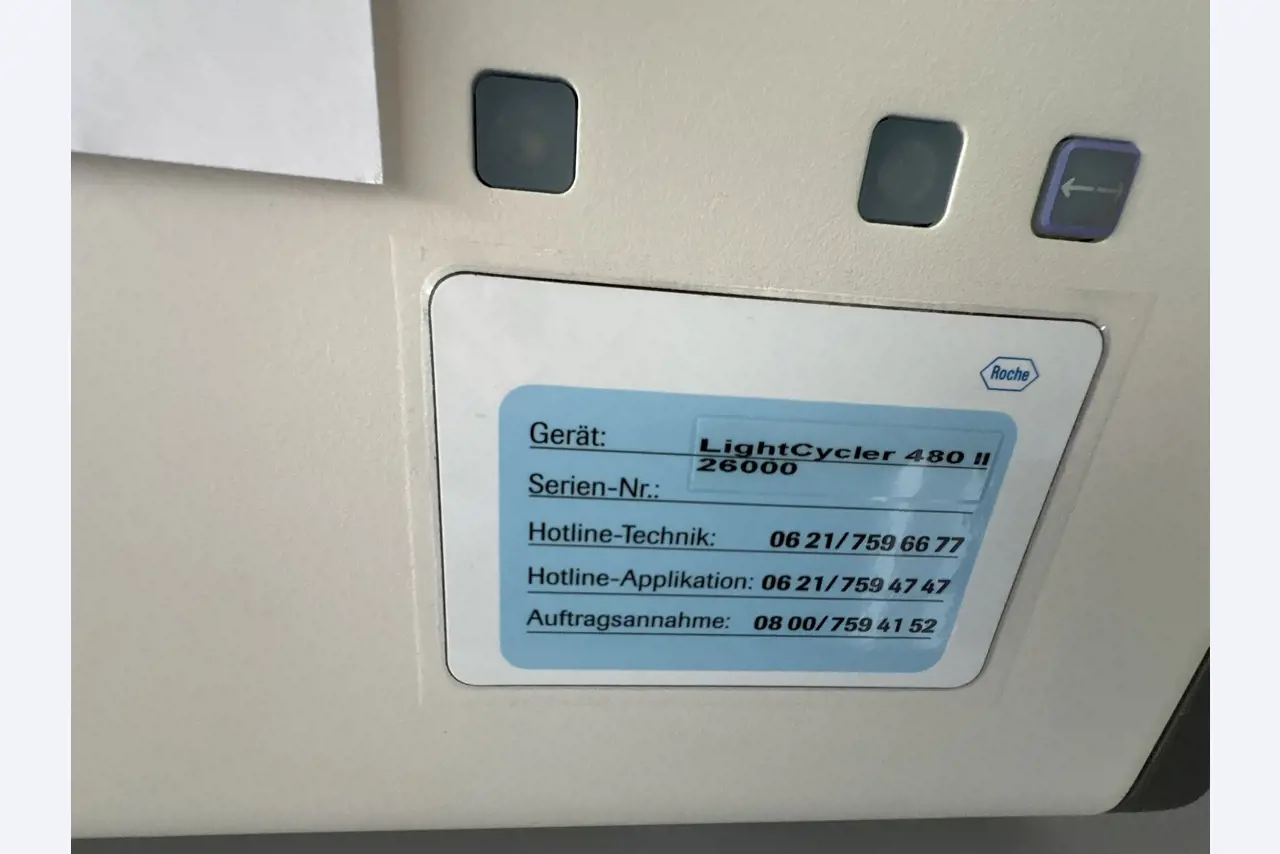 Roche
Gerät: LightCycler 480 II
26000
Serien-Nr.:
Hotline-Technik: 06 21/759 66 77
Hotline-Applikation: 06 21/759 47 47
Auftragsannahme: 08 00/759 41 52